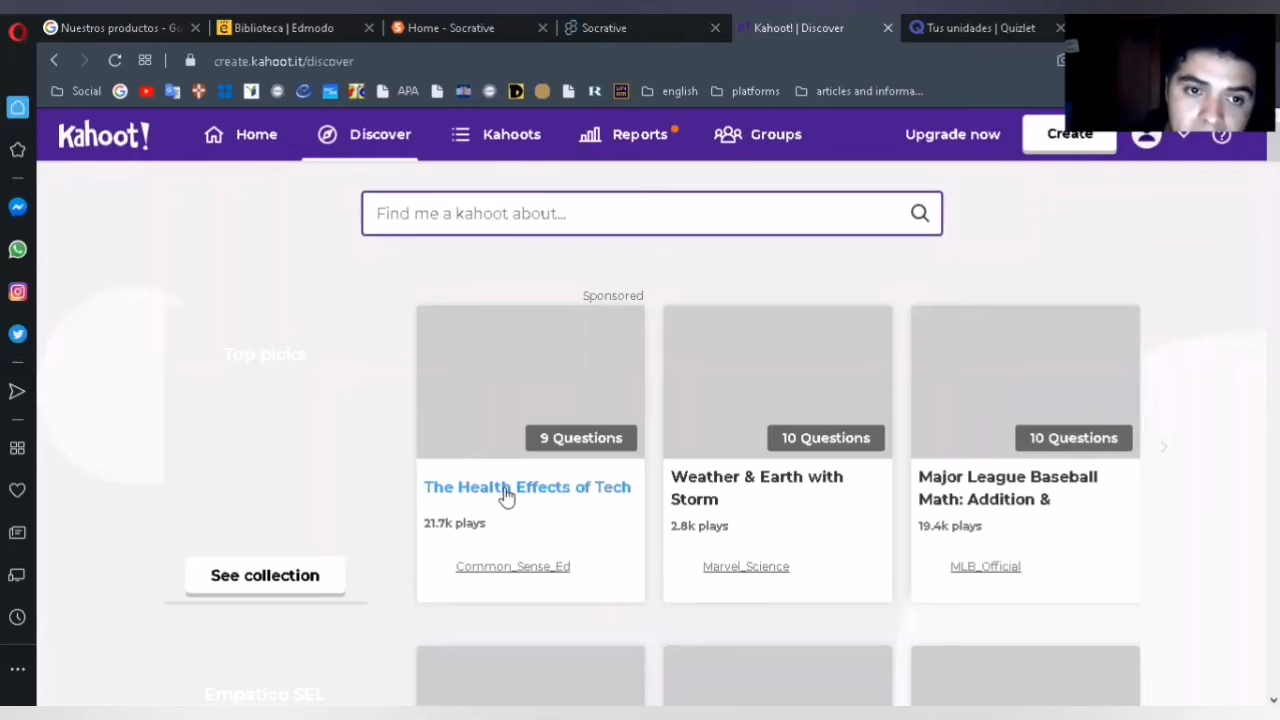 Nuestros productos - Go
Biblioteca | Edmodo
Home - Socrative
Socrative
Kahoot! | Discover
Tus unidades | Quizlet
create.kahoot.it/discover
Social
APA
english
platforms
articles and informa...
Kahoot!
Home
Discover
Kahoots
Reports
Groups
Upgrade now
Create
Find me a kahoot about...
Sponsored
Top picks
See collection
9 Questions
The Health Effects of Tech
21.7k plays
Common_Sense_Ed
10 Questions
Weather & Earth with
Storm
2.8k plays
Marvel_Science
10 Questions
Major League Baseball
Math: Addition &
19.4k plays
MLB_Official
Empatico SEL